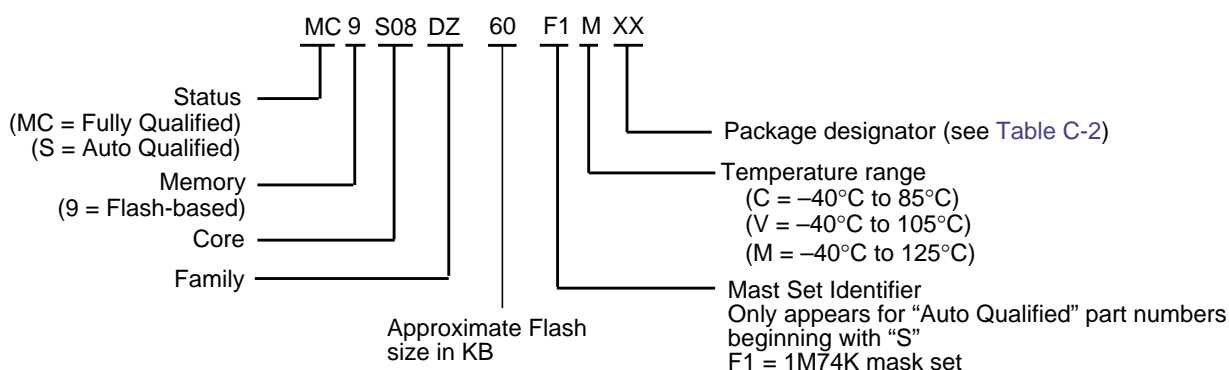 MC 9 S08 DZ 60 F1 M XX
Status
(MC = Fully Qualified)
(S = Auto Qualified)
Memory
(9 = Flash-based)
Core
Family
Approximate Flash
size in KB
Package designator (see Table C-2)
Temperature range
(C = –40°C to 85°C)
(V = –40°C to 105°C)
(M = –40°C to 125°C)
Mast Set Identifier
Only appears for “Auto Qualified” part numbers
beginning with “S”
F1 = 1M74K mask set